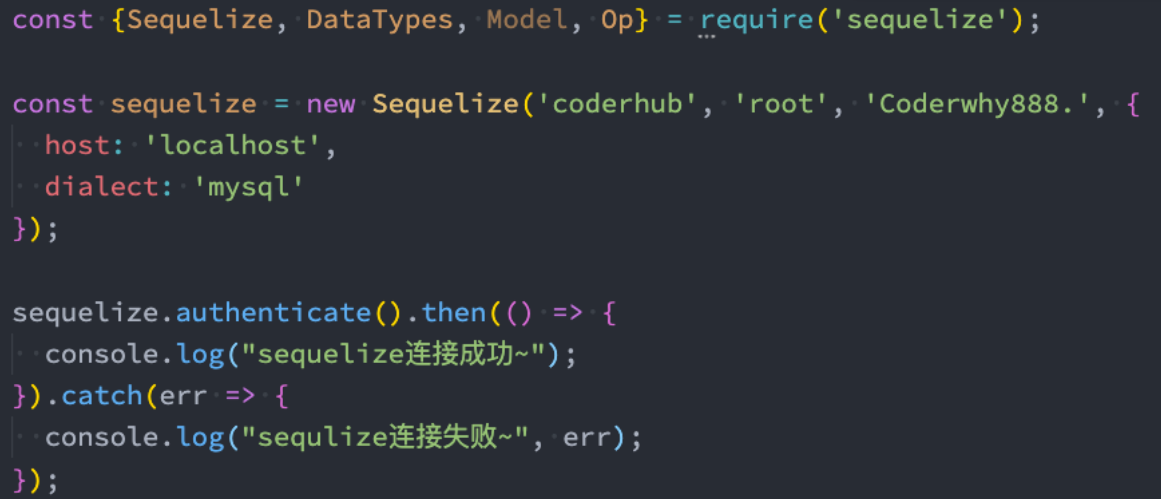 const {Sequelize, DataTypes, Model, Op} = require('sequelize');
const sequelize = new Sequelize('coderhub', 'root', 'Coderwhy888.', {
  host: 'localhost',
  dialect: 'mysql'
});
sequelize.authenticate().then(() => {
  console.log("sequelize连接成功~");
}).catch(err => {
  console.log("sequlize连接失败~", err);
});